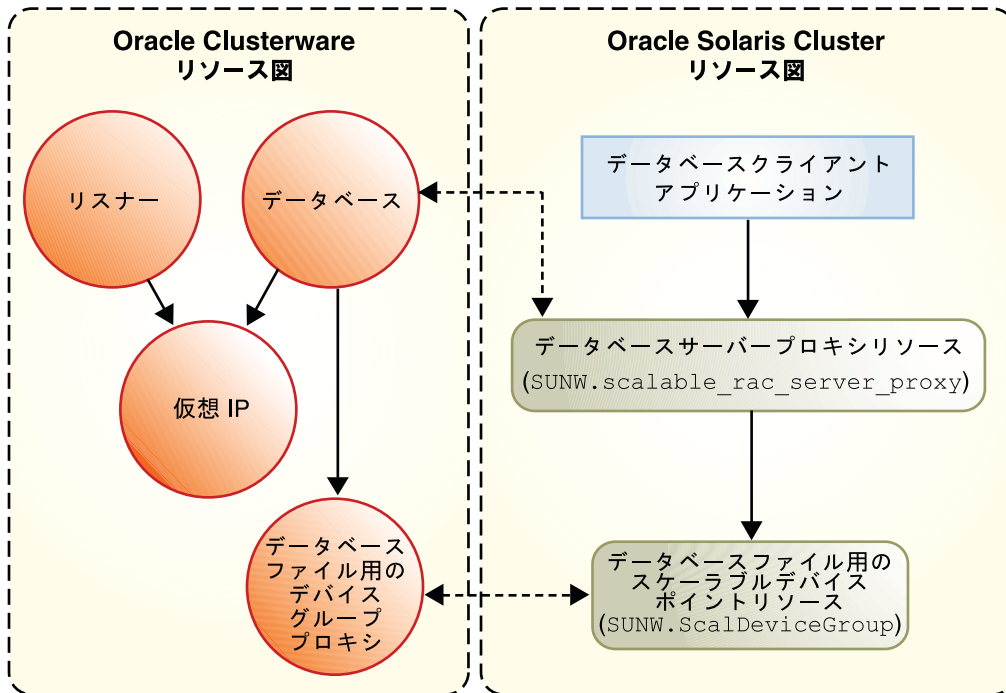 Oracle Clusterware
リソース図
リスナー
データベース
仮想 IP
データベース
ファイル用の
デバイス
グループ
プロキシ
Oracle Solaris Cluster
リソース図
データベースクライアント
アプリケーション
データベースサーバープロキシリソース
(SUNW.scalable_rac_server_proxy)
データベースファイル用の
スケーラブルデバイス
ポイントリソース
(SUNW.ScalDeviceGroup)